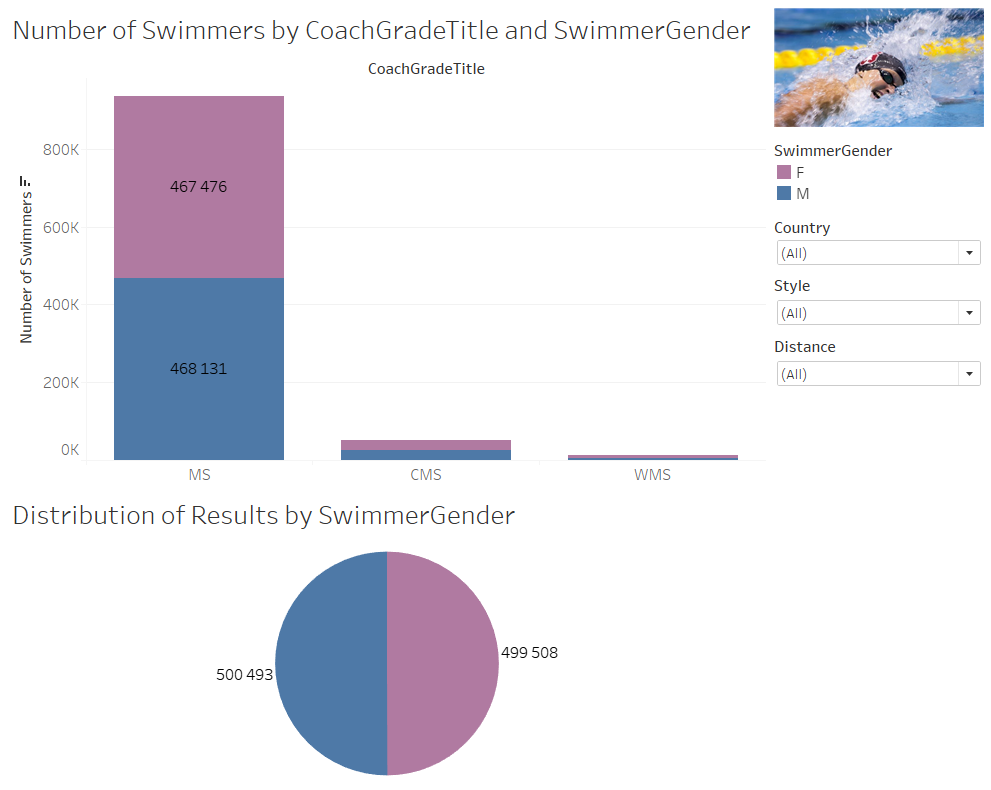 Number of Swimmers by CoachGradeTitle and SwimmerGender
CoachGradeTitle
Number of Swimmers
800K
600K
400K
200K
0K
467 476
468 131
MS
CMS
WMS
SwimmerGender
F
M
Country
(All)
Style
(All)
Distance
(All)
Distribution of Results by SwimmerGender
500 493
499 508